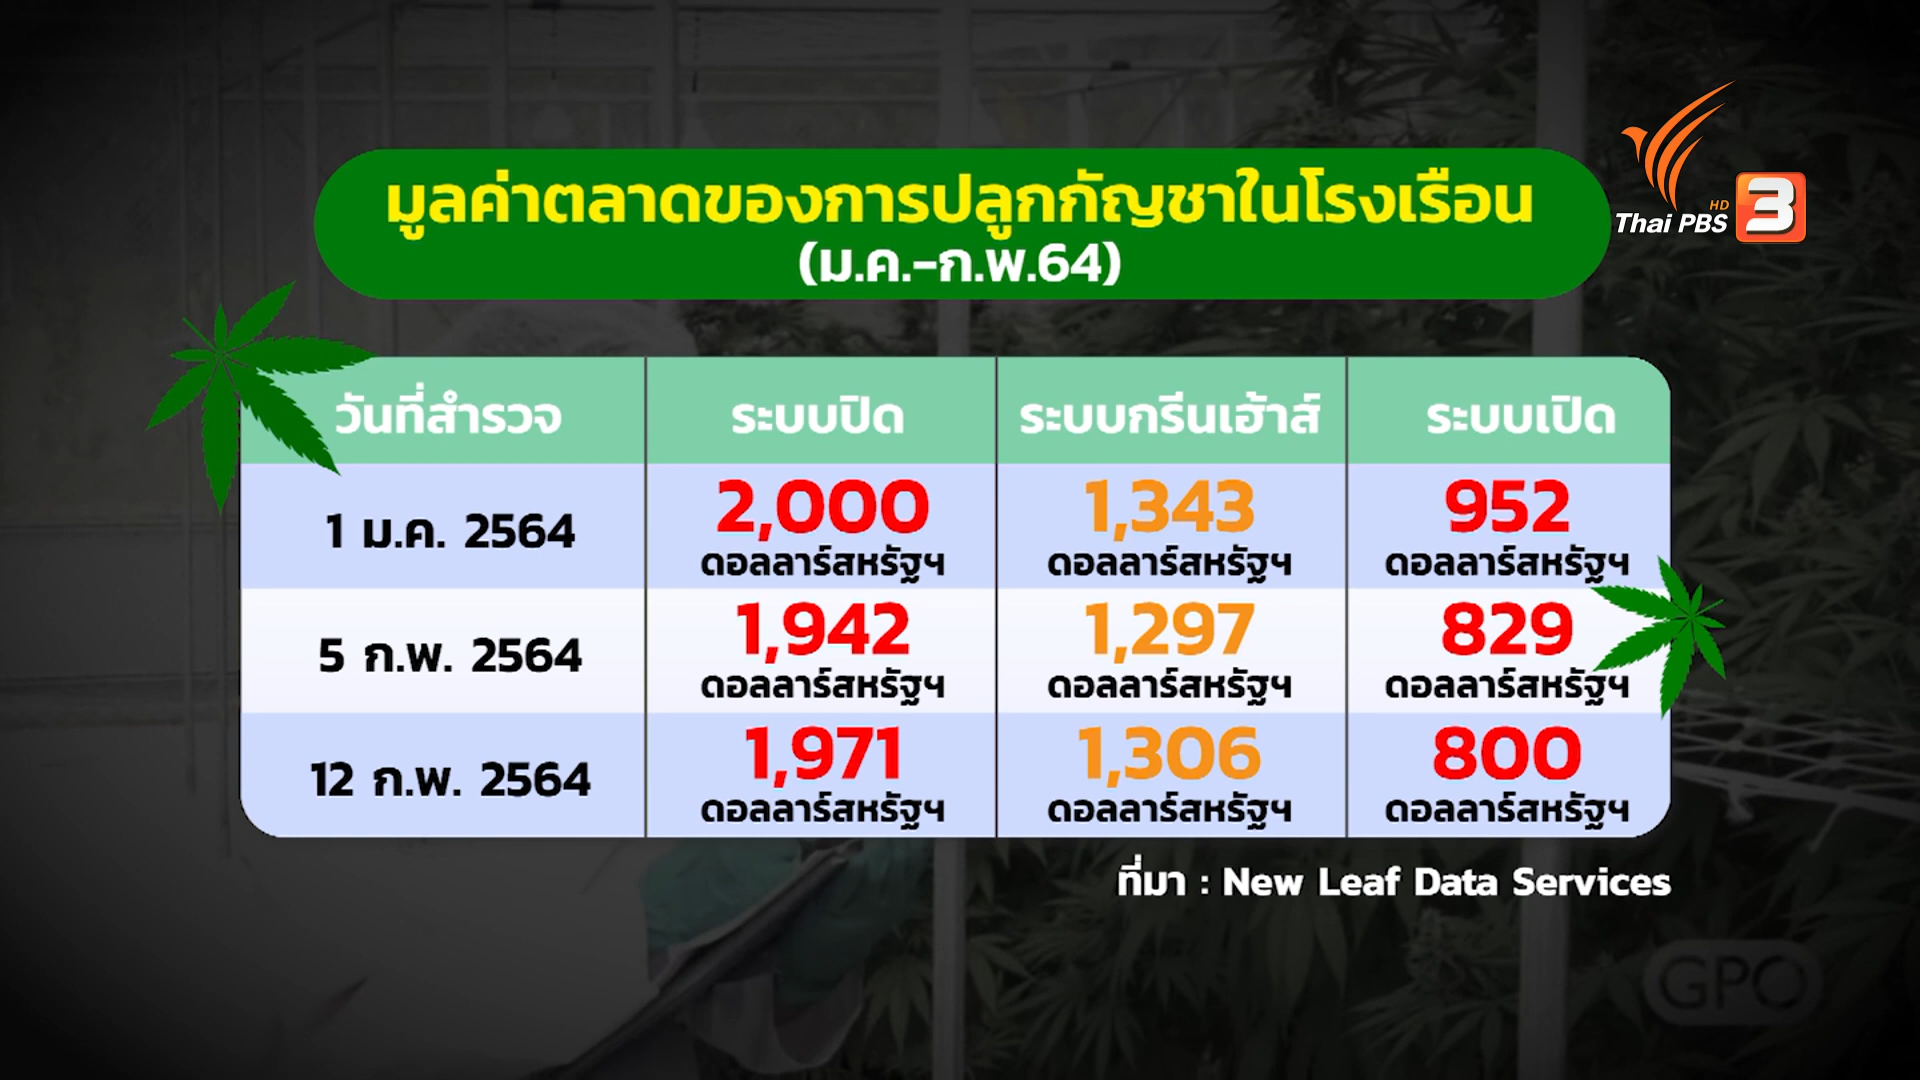 มูลค่าตลาดของการปลูกกัญชาในโรงเรือน
(ม.ค.-ก.พ.64)
HD
Thai PBS 3
วันที่สำรวจ ระบบปิด ระบบกรีนเฮ้าส์ ระบบเปิด
1 ม.ค. 2564 2,000 1,343 952
ดอลลาร์สหรัฐฯ ดอลลาร์สหรัฐฯ ดอลลาร์สหรัฐฯ
5 ก.พ. 2564 1,942 1,297 829
ดอลลาร์สหรัฐฯ ดอลลาร์สหรัฐฯ ดอลลาร์สหรัฐฯ
12 ก.พ. 2564 1,971 1,306 800
ดอลลาร์สหรัฐฯ ดอลลาร์สหรัฐฯ ดอลลาร์สหรัฐฯ
ที่มา : New Leaf Data Services
GPO